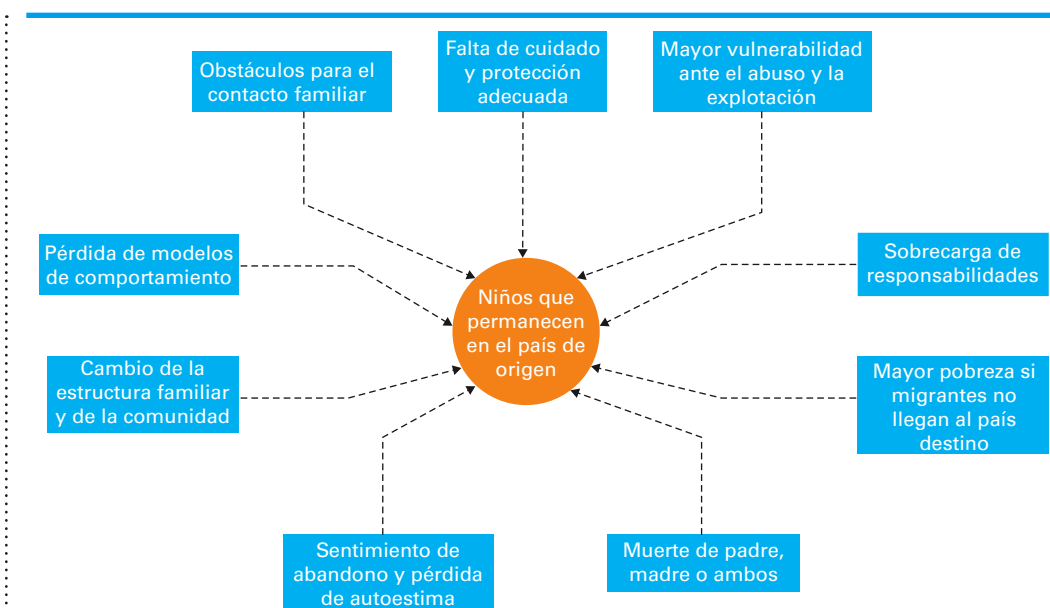 Obstáculos para el
contacto familiar
Falta de cuidado
y protección
adecuada
Mayor vulnerabilidad
ante el abuso y la
explotación
Pérdida de modelos
de comportamiento
Niños que
permanecen
en el país de
origen
Sobrecarga de
responsabilidades
Cambio de la
estructura familiar
y de la comunidad
Mayor pobreza si
migrantes no
llegan al país
destino
Sentimiento de
abandono y pérdida
de autoestima
Muerte de padre,
madre o ambos